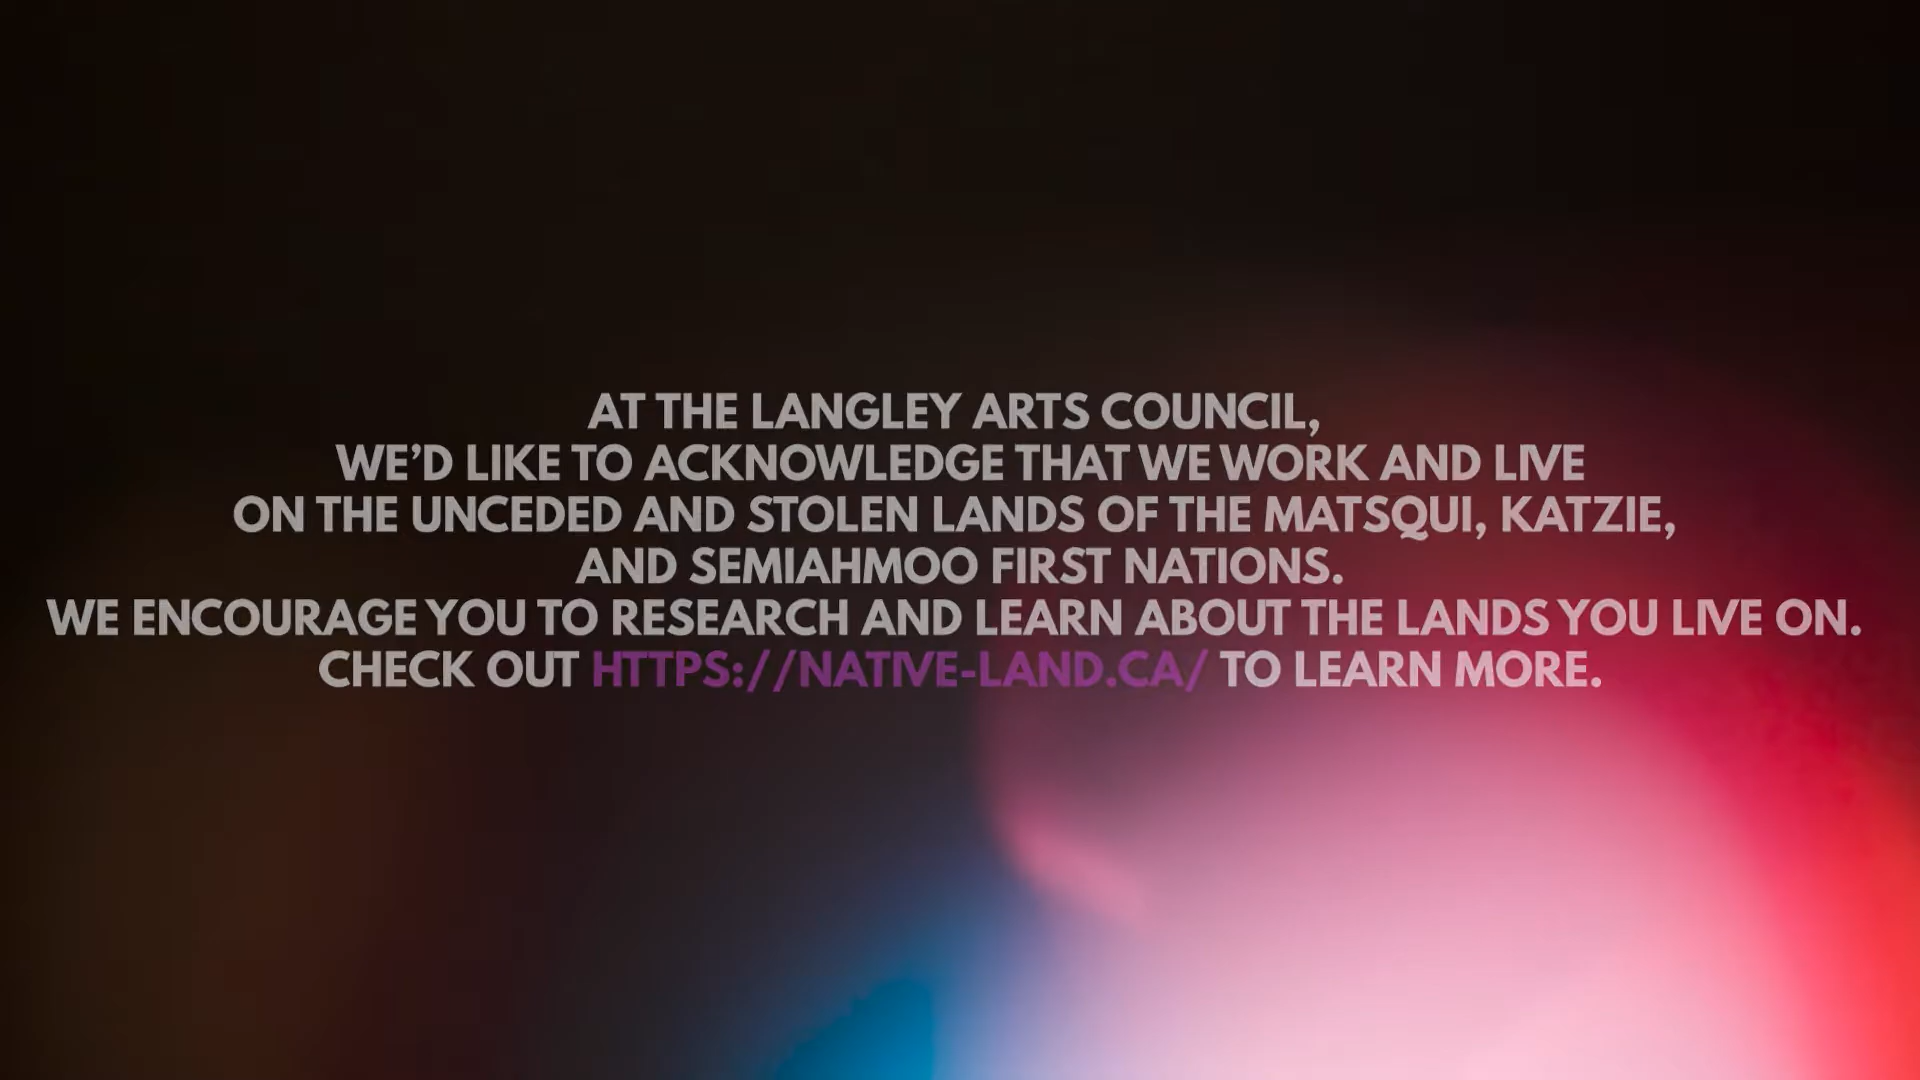 AT THE LANGLEY ARTS COUNCIL,
WE’D LIKE TO ACKNOWLEDGE THAT WE WORK AND LIVE
ON THE UNCEDED AND STOLEN LANDS OF THE MATSQUI, KATZIE,
AND SEMIAHMOO FIRST NATIONS.
WE ENCOURAGE YOU TO RESEARCH AND LEARN ABOUT THE LANDS YOU LIVE ON.
CHECK OUT HTTPS://NATIVE-LAND.CA/ TO LEARN MORE.